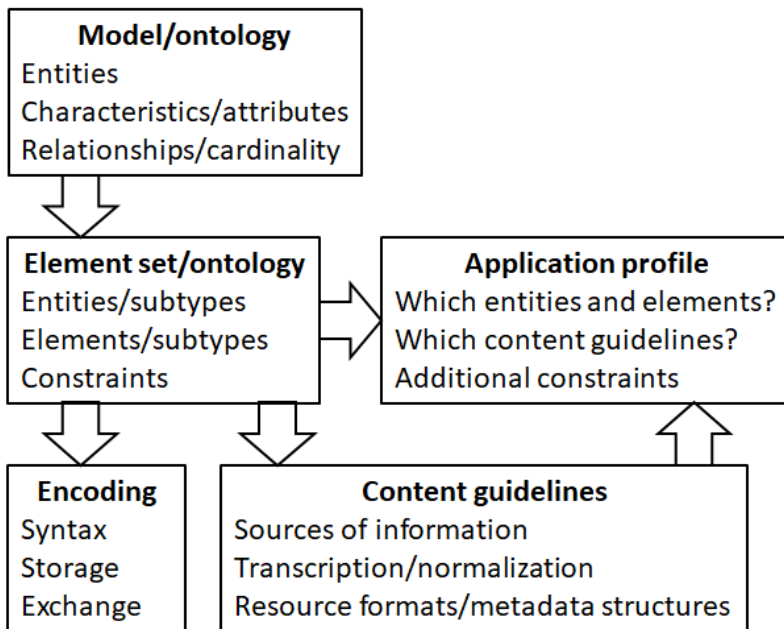 Model/ontology
Entities
Characteristics/attributes
Relationships/cardinality
Element set/ontology
Entities/subtypes
Elements/subtypes
Constraints
Application profile
Which entities and elements?
Which content guidelines?
Additional constraints
Encoding
Syntax
Storage
Exchange
Content guidelines
Sources of information
Transcription/normalization
Resource formats/metadata structures